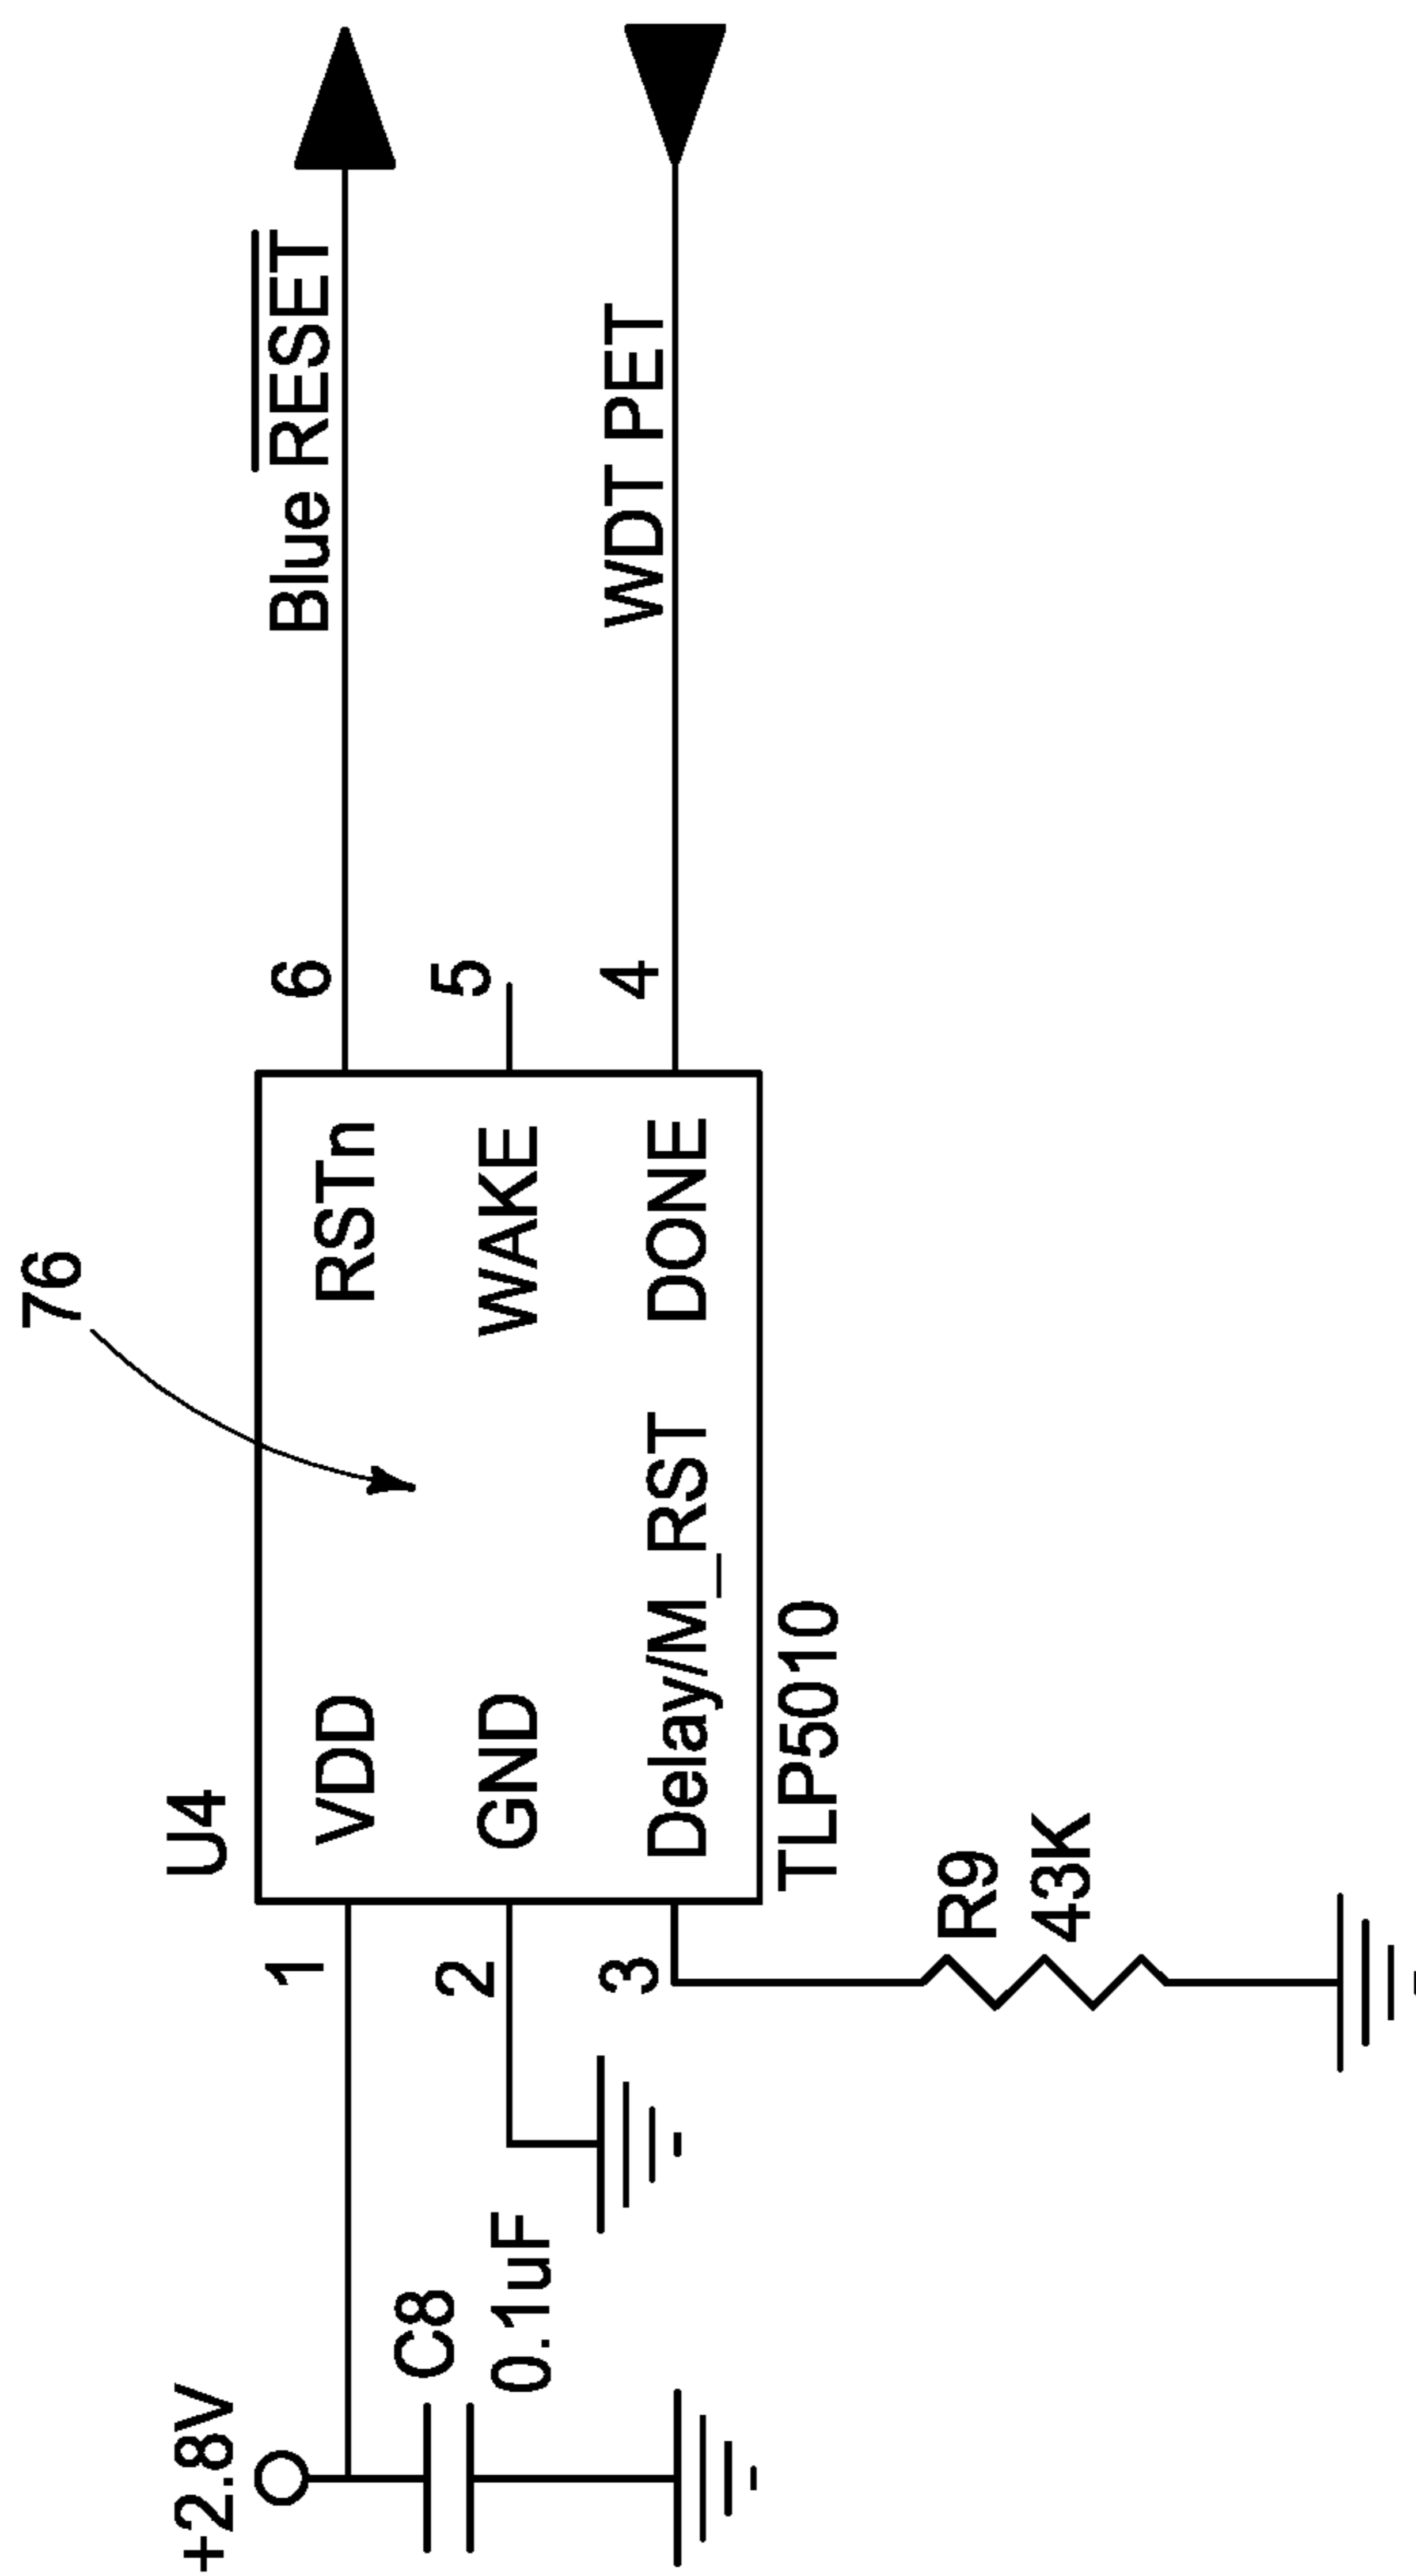 +2.8V
C8
0.1uF
U4
76
1
2
3
VDD
GND
Delay/M_RST
RSTn
WAKE
DONE
6
5
4
Blue RESET
WDT PET
TLP5010
R9
43K